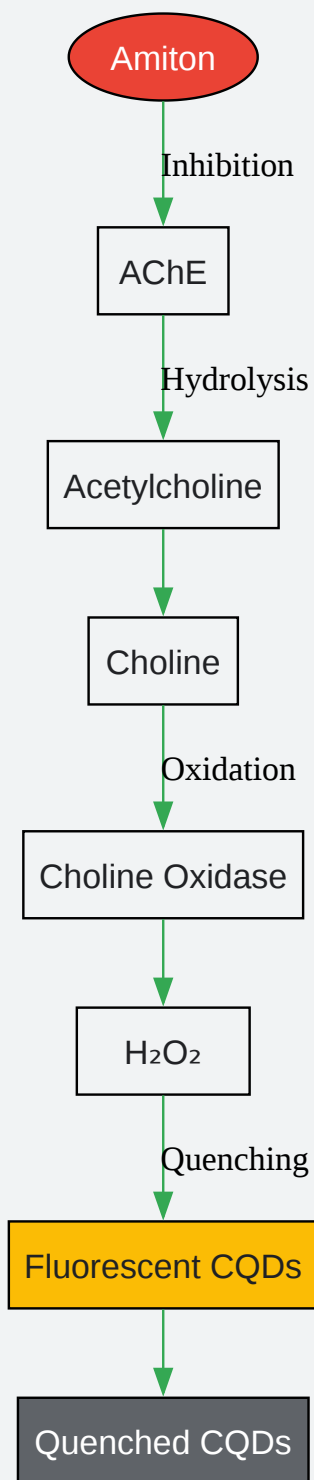 Amiton
Inhibition
AChE
Hydrolysis
Acetylcholine
Choline
Oxidation
Choline Oxidase
H₂O₂
Quenching
Fluorescent CQDs
Quenched CQDs